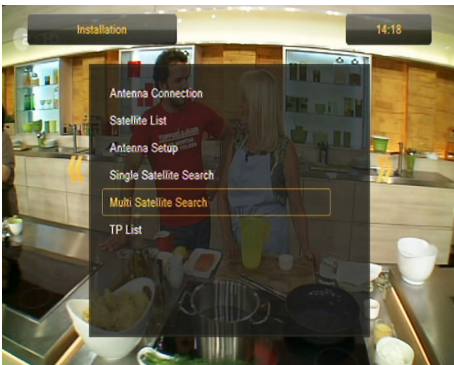 Installation
14:18
Antenna Connection
Satellite List
Antenna Setup
Single Satellite Search
Multi Satellite Search
TP List